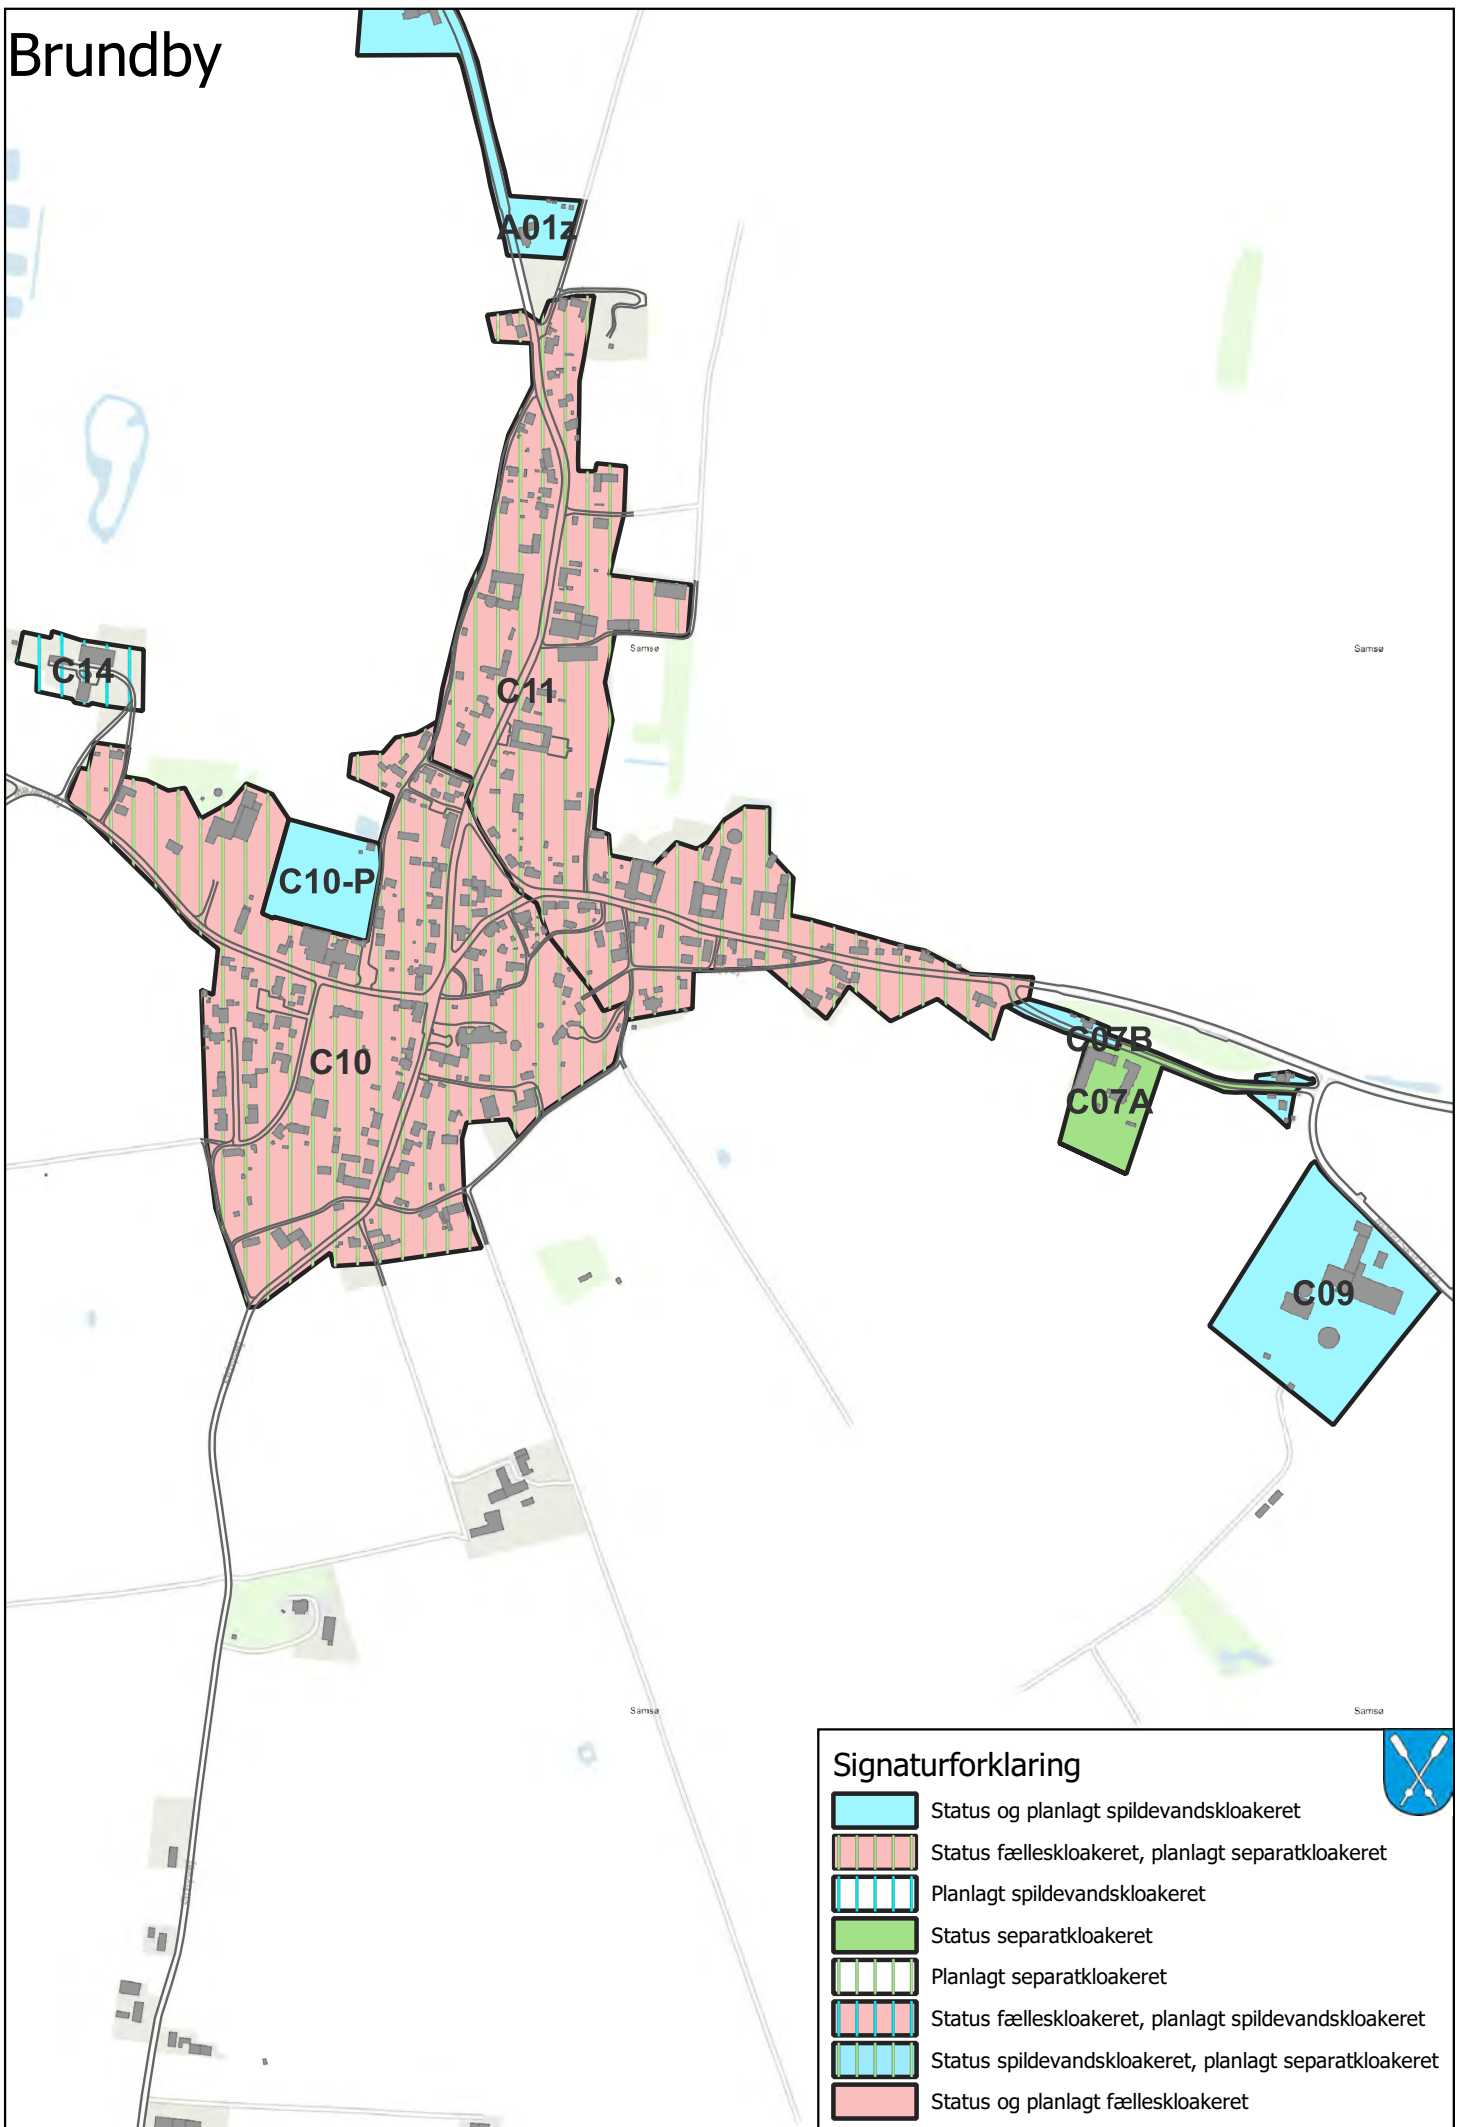 Brundby
A01z
Samsø
Samsø
C14
C11
C10-P
C10
C07B
C07A
C09
Samsø
Samsø
Signaturforklaring
Status og planlagt spildevandskloakeret
Status fælleskloakeret, planlagt separatkloakeret
Planlagt spildevandskloakeret
Status separatkloakeret
Planlagt separatkloakeret
Status fælleskloakeret, planlagt spildevandskloakeret
Status spildevandskloakeret, planlagt separatkloakeret
Status og planlagt fælleskloakeret